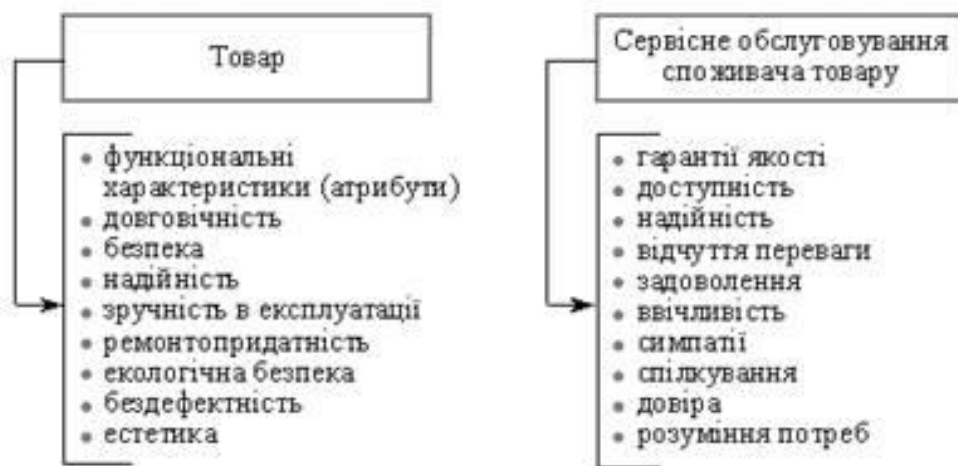 Товар
• функціональні
характеристики (атрибути)
• довговічність
• безпека
• надійність
• зручність в експлуатації
• ремонтопридатність
• екологічна безпека
• бездефектність
• естетика
Сервісне обслуговування
споживача товару
• гарантії якості
• доступність
• надійність
• відчуття переваги
• задоволення
• ввічливість
• симпатії
• спілкування
• довіра
• розуміння потреб